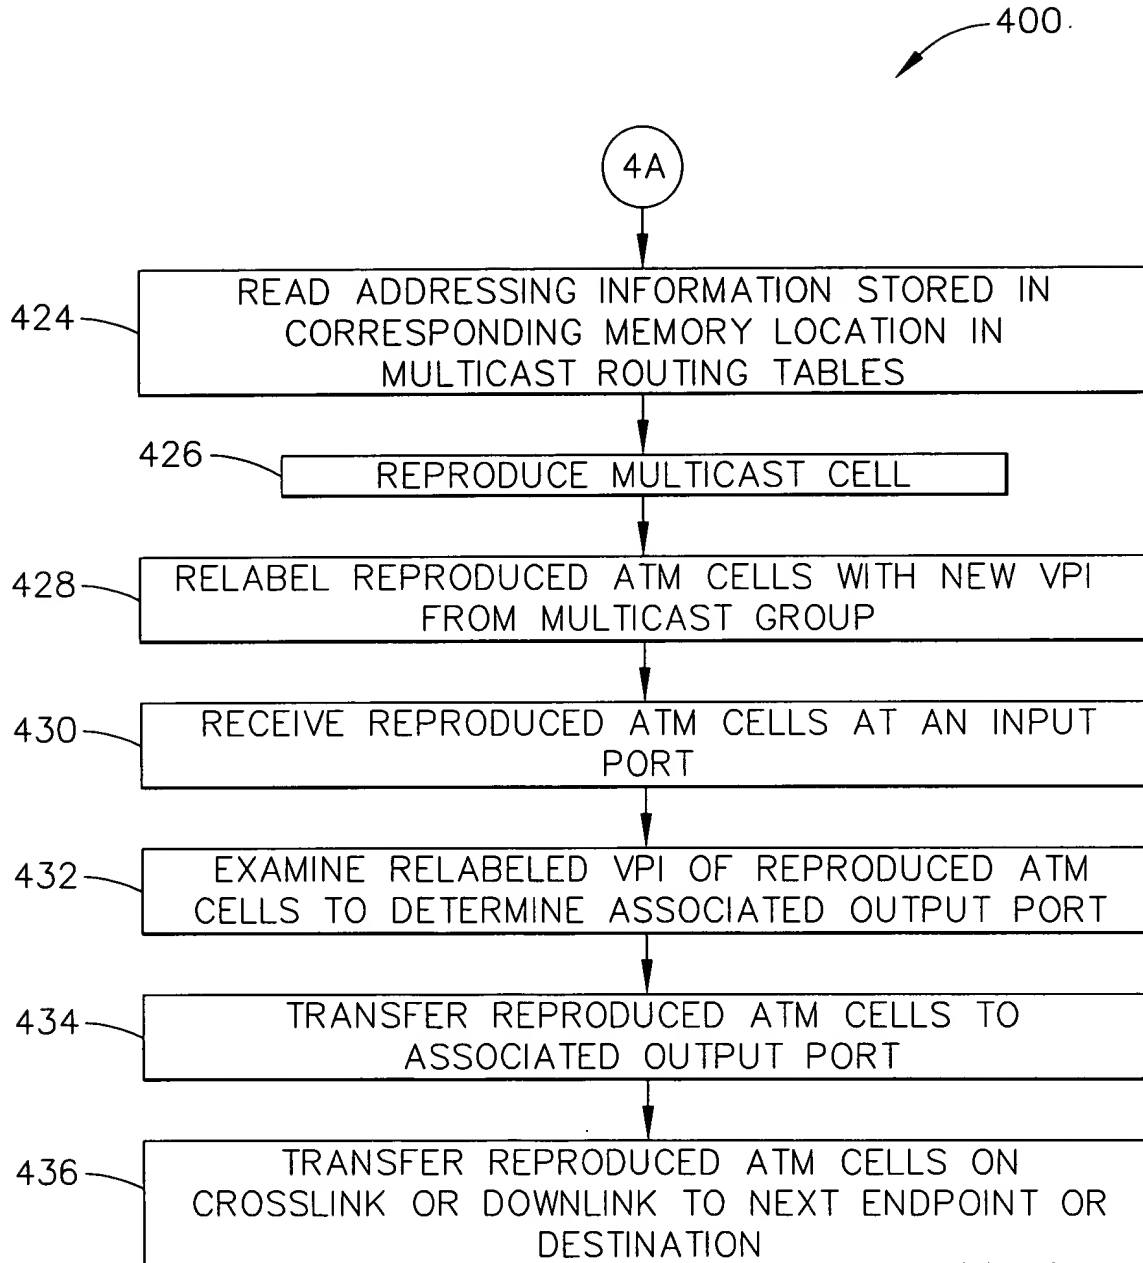 400
4A
424
READ ADDRESSING INFORMATION STORED IN
CORRESPONDING MEMORY LOCATION IN
MULTICAST ROUTING TABLES
426
REPRODUCE MULTICAST CELL
428
RELABEL REPRODUCED ATM CELLS WITH NEW VPI
FROM MULTICAST GROUP
430
RECEIVE REPRODUCED ATM CELLS AT AN INPUT
PORT
432
EXAMINE RELABELED VPI OF REPRODUCED ATM
CELLS TO DETERMINE ASSOCIATED OUTPUT PORT
434
TRANSFER REPRODUCED ATM CELLS TO
ASSOCIATED OUTPUT PORT
436
TRANSFER REPRODUCED ATM CELLS ON
CROSSLINK OR DOWNLINK TO NEXT ENDPOINT OR
DESTINATION